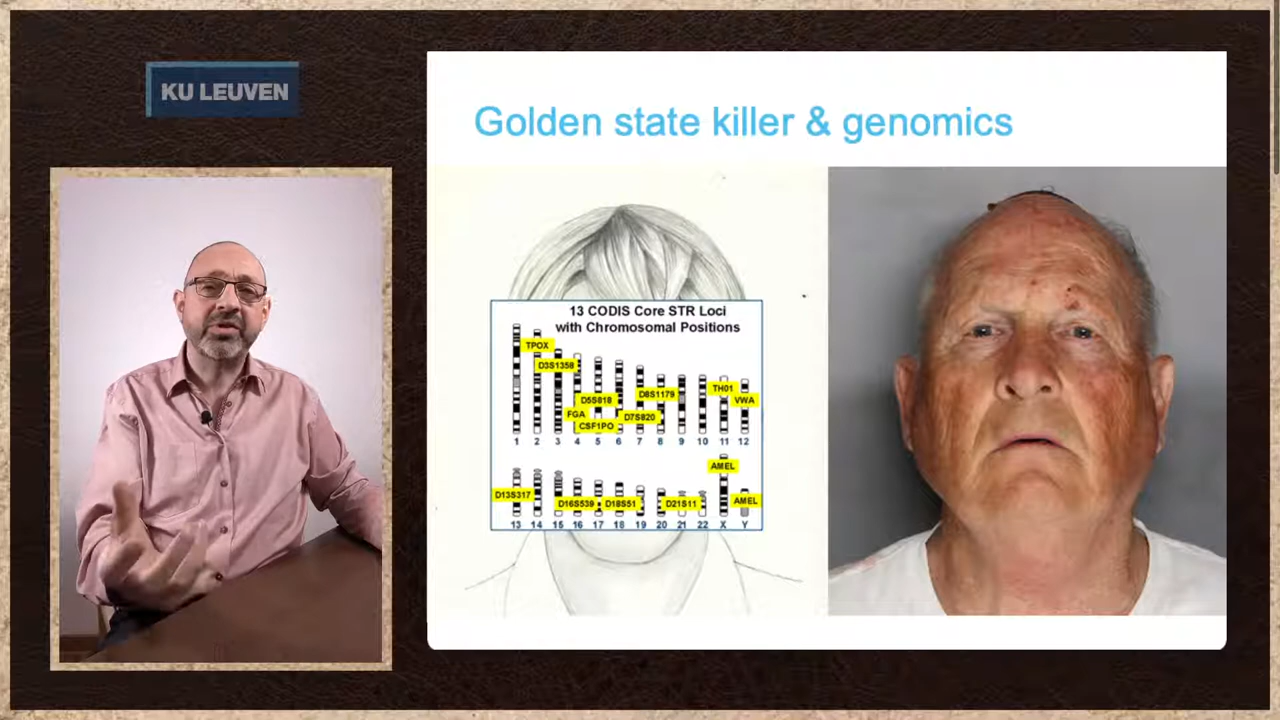 KU LEUVEN
Golden state killer & genomics
13 CODIS Core STR Loci
with Chromosomal Positions
TPOX
D3S1358
D5S818
FGA
CSF1PO
D8S1179
D7S820
TH01
VWA
1 2 3 4 5 6 7 8 9 10 11 12
AMEL
D13S317
D16S539
D18S51
D21S11
AMEL
13 14 15 16 17 18 19 20 21 22 X Y